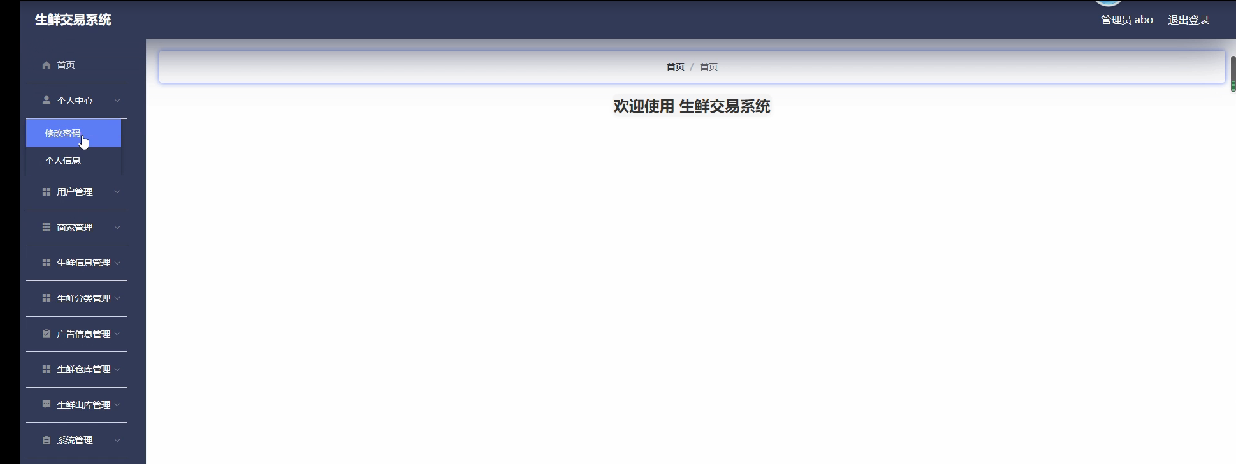 生鲜交易系统
管理员 abo 退出登录
首页
首页 / 首页
个人中心
欢迎使用 生鲜交易系统
修改密码
个人信息
用户管理
商家管理
生鲜信息管理
生鲜分类管理
广告信息管理
生鲜仓库管理
生鲜出库管理
系统管理